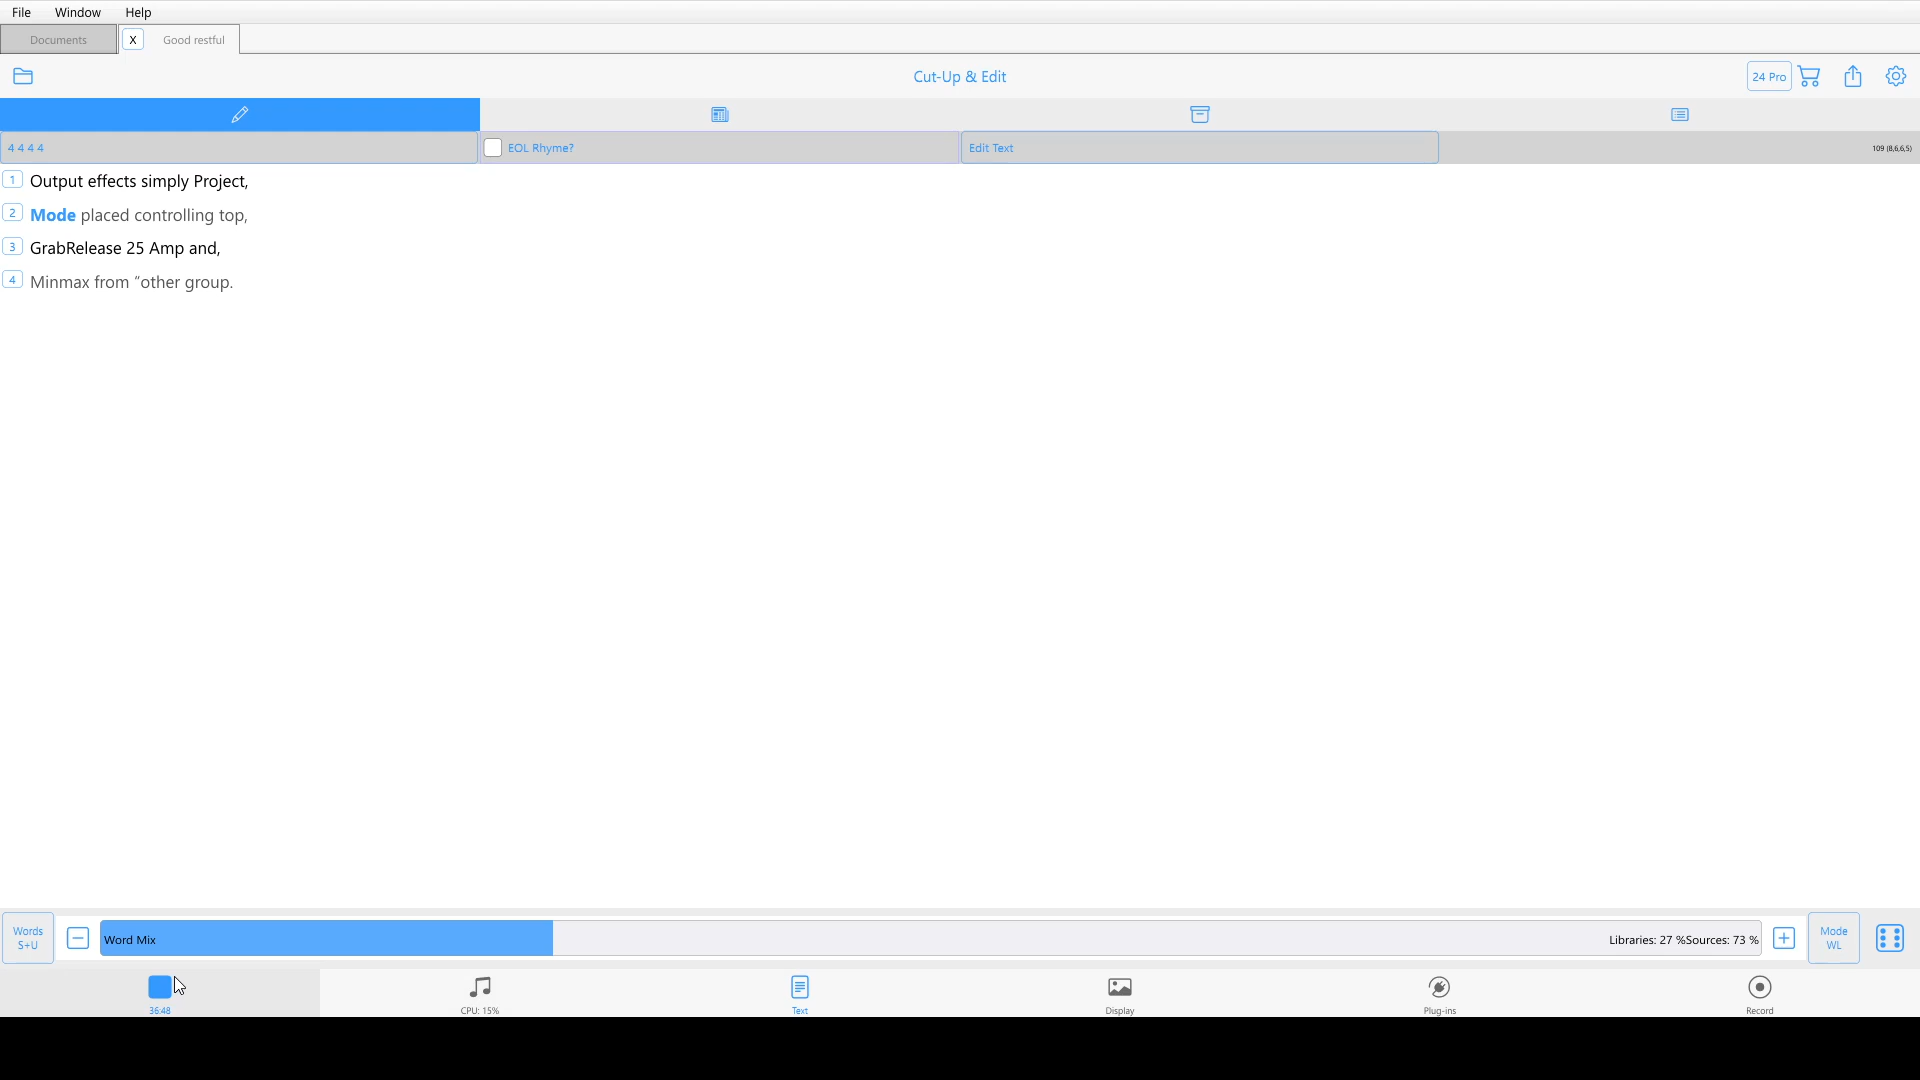 File Window Help
Documents X Good restful
Cut-Up & Edit 24 Pro
4 4 4 4 EOL Rhyme? Edit Text 109 (8,6,6,5)
1 Output effects simply Project,
2 Mode placed controlling top,
3 GrabRelease 25 Amp and,
4 Minmax from “other group.
Words Mode
S+U Word Mix Libraries: 27 %Sources: 73 % WL
36:48 CPU: 15% Text Display Plug-ins Record